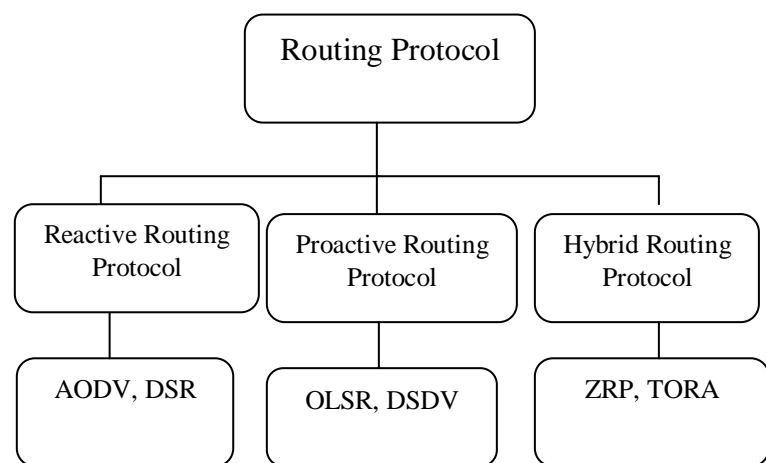 Routing Protocol
Reactive Routing
Protocol
Proactive Routing
Protocol
Hybrid Routing
Protocol
AODV, DSR
OLSR, DSDV
ZRP, TORA